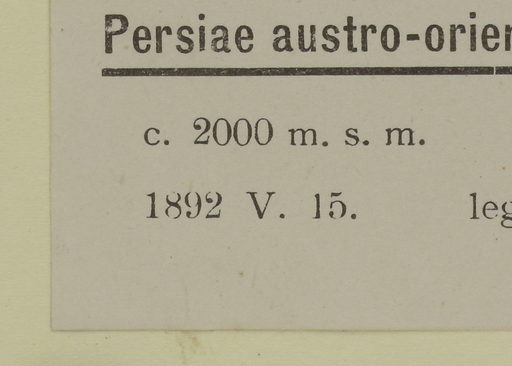 Persiae austro-orien
c. 2000 m. s. m.
1892 V. 15. leg